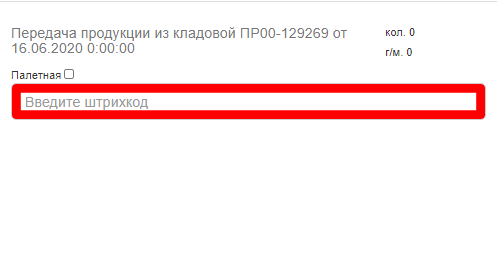 Передача продукции из кладовой ПР00-129269 от
16.06.2020 0:00:00
кол. 0
г/м. 0
Палетная
Введите штрихкод